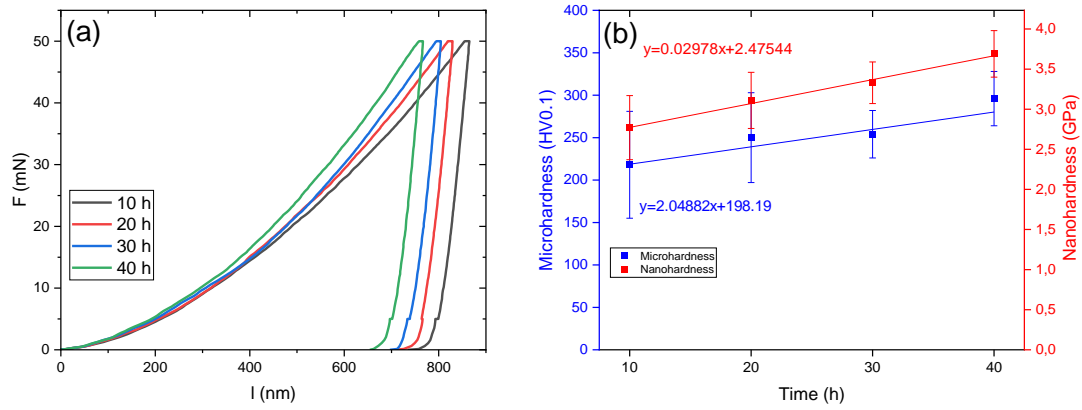 (a)
50
40
30
20
10
0
F (mN)
10 h
20 h
30 h
40 h
0
200
400
600
800
l (nm)
(b)
400
350
300
250
200
150
100
50
0
Microhardness (HV0.1)
y=0.02978x+2.47544
y=2.04882x+198.19
Microhardness
Nanohardness
10
20
30
40
Time (h)
4,0
3,5
3,0
2,5
2,0
1,5
1,0
0,5
0,0
Nanohardness (GPa)